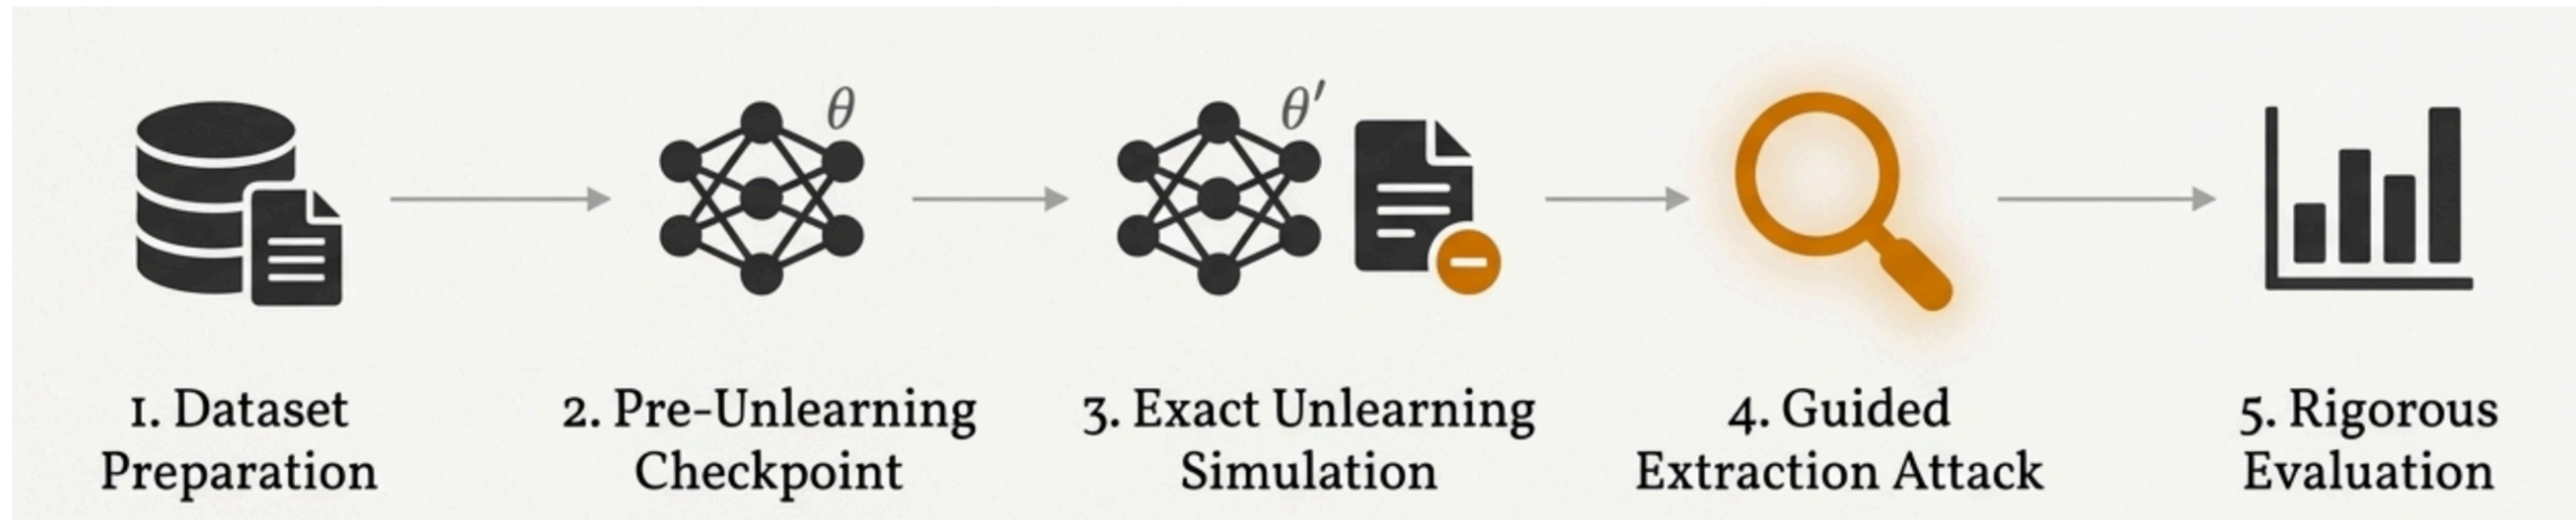 θ
θ′
1. Dataset
Preparation
2. Pre-Unlearning
Checkpoint
3. Exact Unlearning
Simulation
4. Guided
Extraction Attack
5. Rigorous
Evaluation